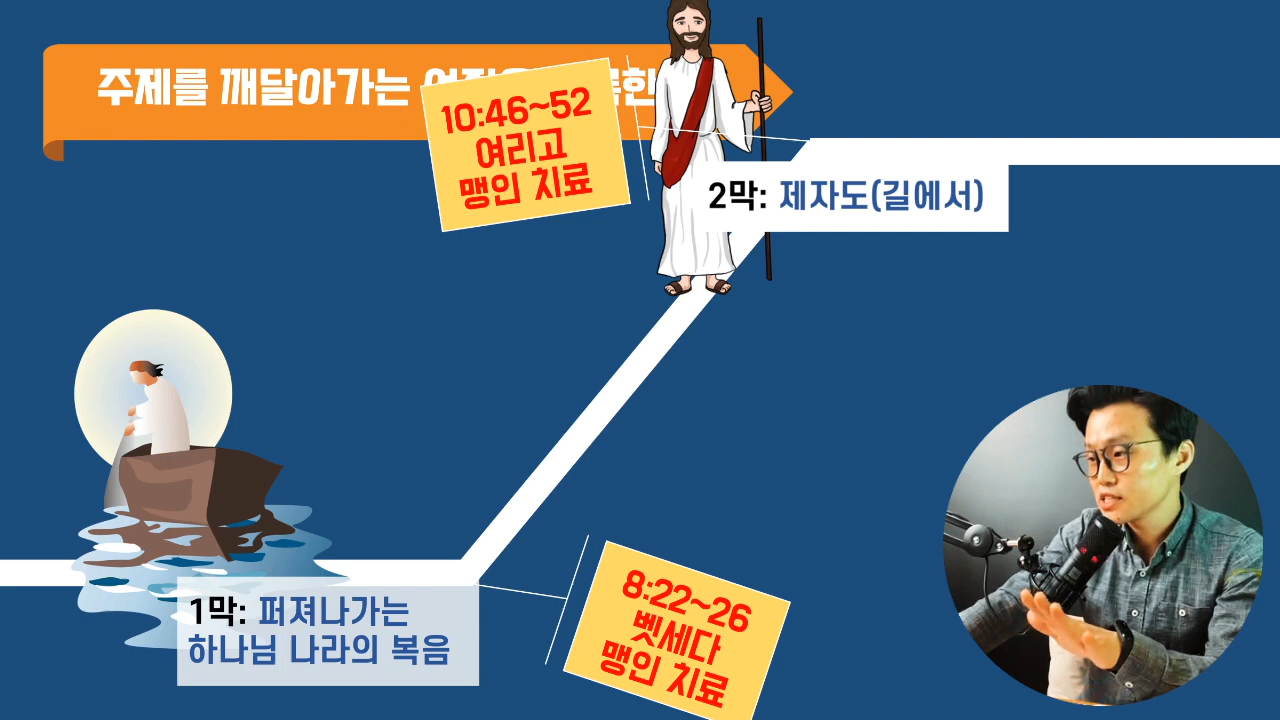 주제를 깨달아가는
10:46~52
여리고
맹인 치료
2막: 제자도(길에서)
1막: 퍼져나가는
하나님 나라의 복음
8:22~26
벳세다
맹인 치료